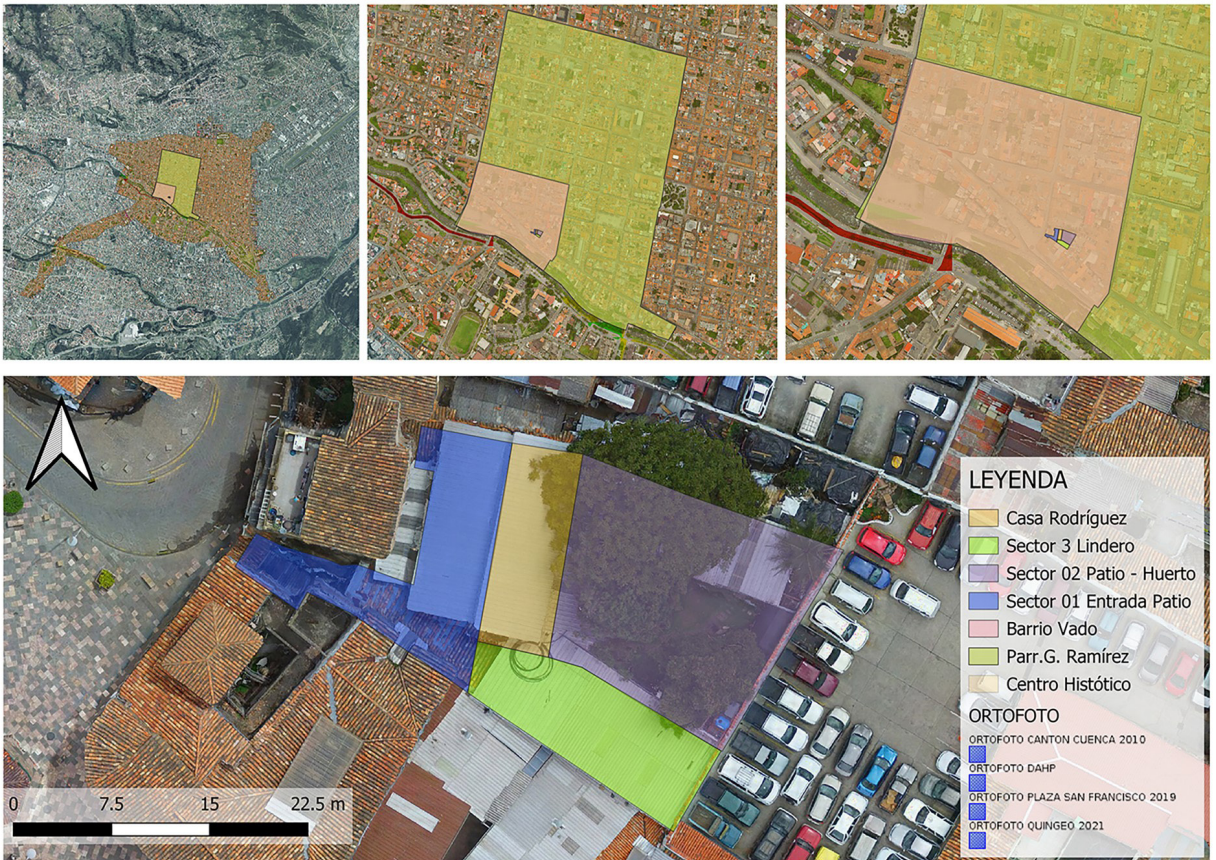 LEYENDA
Casa Rodríguez
Sector 3 Lindero
Sector 02 Patio - Huerto
Sector 01 Entrada Patio
Barrio Vado
Parr.G. Ramírez
Centro Histótico
ORTOFOTO
ORTOFOTO CANTON CUENCA 2010
ORTOFOTO DAHP
ORTOFOTO PLAZA SAN FRANCISCO 2019
ORTOFOTO QUINGEO 2021
0 7.5 15 22.5 m